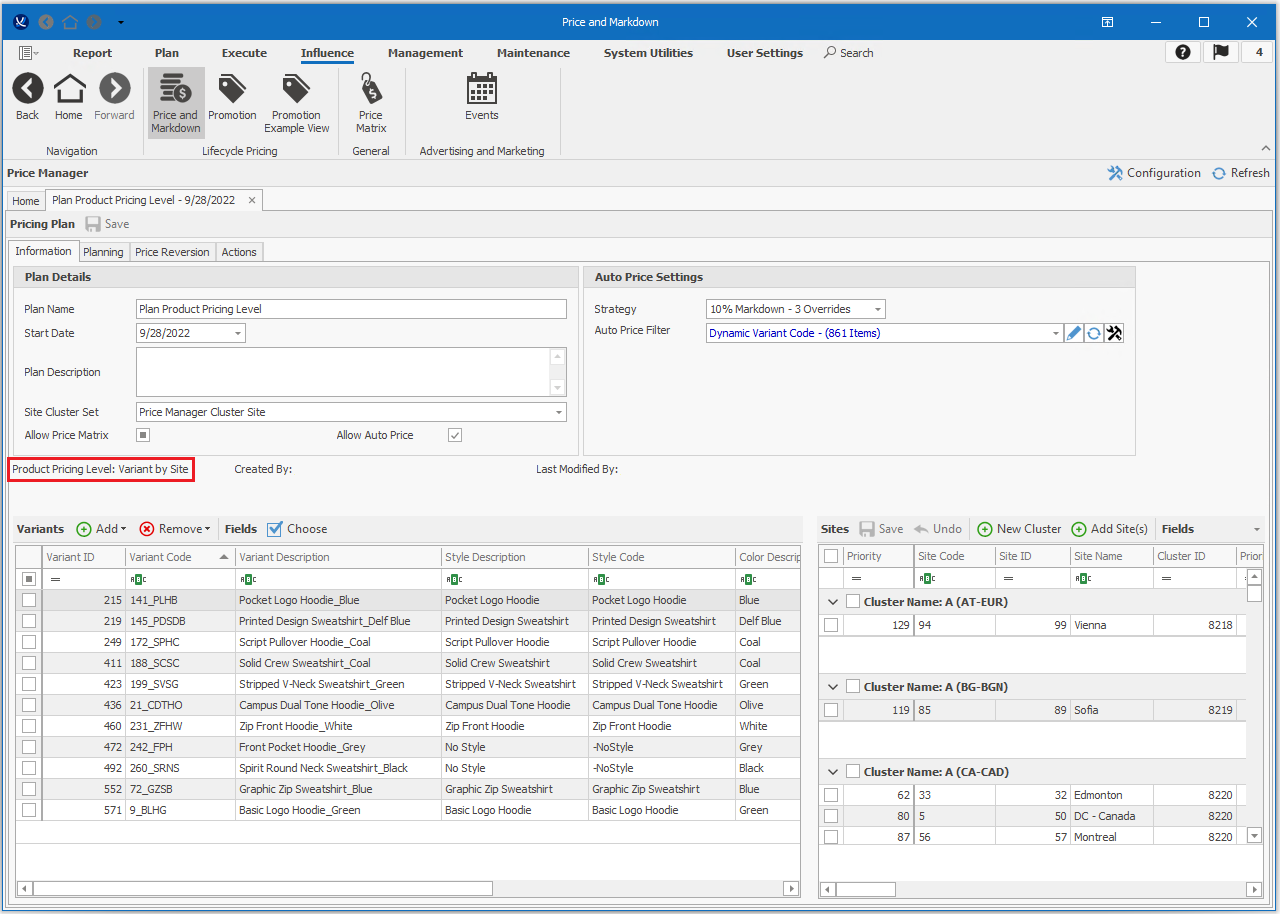 Price and Markdown
Report Plan Execute Influence Management Maintenance System Utilities User Settings Search 4
Back Home Forward
Navigation
Price and Markdown
Promotion
Promotion Example View
Lifecycle Pricing
Price Matrix
General
Events
Advertising and Marketing
Price Manager Configuration Refresh
Home Plan Product Pricing Level - 9/28/2022
Pricing Plan Save
Information Planning Price Reversion Actions
Plan Details
Plan Name Plan Product Pricing Level
Start Date 9/28/2022
Plan Description
Site Cluster Set Price Manager Cluster Site
Allow Price Matrix Allow Auto Price
Auto Price Settings
Strategy 10% Markdown - 3 Overrides
Auto Price Filter Dynamic Variant Code - (861 Items)
Product Pricing Level: Variant by Site Created By: Last Modified By:
Variants Add Remove Fields Choose
Variant ID Variant Code Variant Description Style Description Style Code Color Descrip
= ABC ABC ABC ABC ABC
215 141_PLHB Pocket Logo Hoodie_Blue Pocket Logo Hoodie Pocket Logo Hoodie Blue
219 145_PDSDB Printed Design Sweatshirt_Delf Blue Printed Design Sweatshirt Printed Design Sweatshirt Delf Blue
249 172_SPHC Script Pullover Hoodie_Coal Script Pullover Hoodie Script Pullover Hoodie Coal
411 188_SCSC Solid Crew Sweatshirt_Coal Solid Crew Sweatshirt Solid Crew Sweatshirt Coal
423 199_SVSG Stripped V-Neck Sweatshirt_Green Stripped V-Neck Sweatshirt Stripped V-Neck Sweatshirt Green
436 21_CDTHO Campus Dual Tone Hoodie_Olive Campus Dual Tone Hoodie Campus Dual Tone Hoodie Olive
460 231_ZFHW Zip Front Hoodie_White Zip Front Hoodie Zip Front Hoodie White
472 242_FPH Front Pocket Hoodie_Grey No Style -NoStyle Grey
492 260_SRNS Spirit Round Neck Sweatshirt_Black No Style -NoStyle Black
552 72_GZSB Graphic Zip Sweatshirt_Blue Graphic Zip Sweatshirt Graphic Zip Sweatshirt Blue
571 9_BLHG Basic Logo Hoodie_Green Basic Logo Hoodie Basic Logo Hoodie Green
Sites Save Undo New Cluster Add Site(s) Fields
Priority Site Code Site ID Site Name Cluster ID Prior
= ABC = ABC = =
Cluster Name: A (AT-EUR)
129 94 99 Vienna 8218
Cluster Name: A (BG-BGN)
119 85 89 Sofia 8219
Cluster Name: A (CA-CAD)
62 33 32 Edmonton 8220
80 5 50 DC - Canada 8220
87 56 57 Montreal 8220